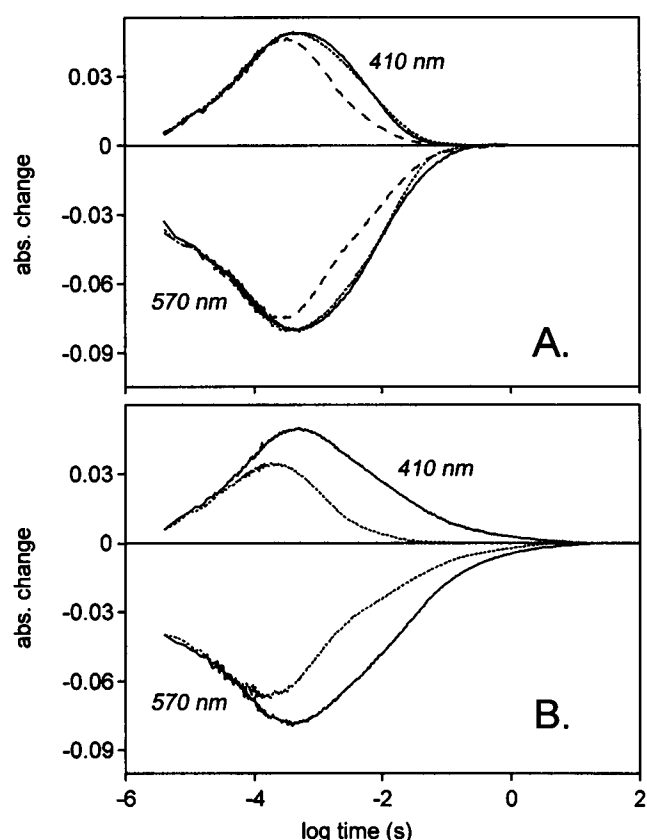 0.03
410 nm
0
abs. change
-0.03
-0.06
570 nm
-0.09
A.
0.03
410 nm
0
abs. change
-0.03
-0.06
570 nm
-0.09
B.
-6 -4 -2 0 2
log time (s)